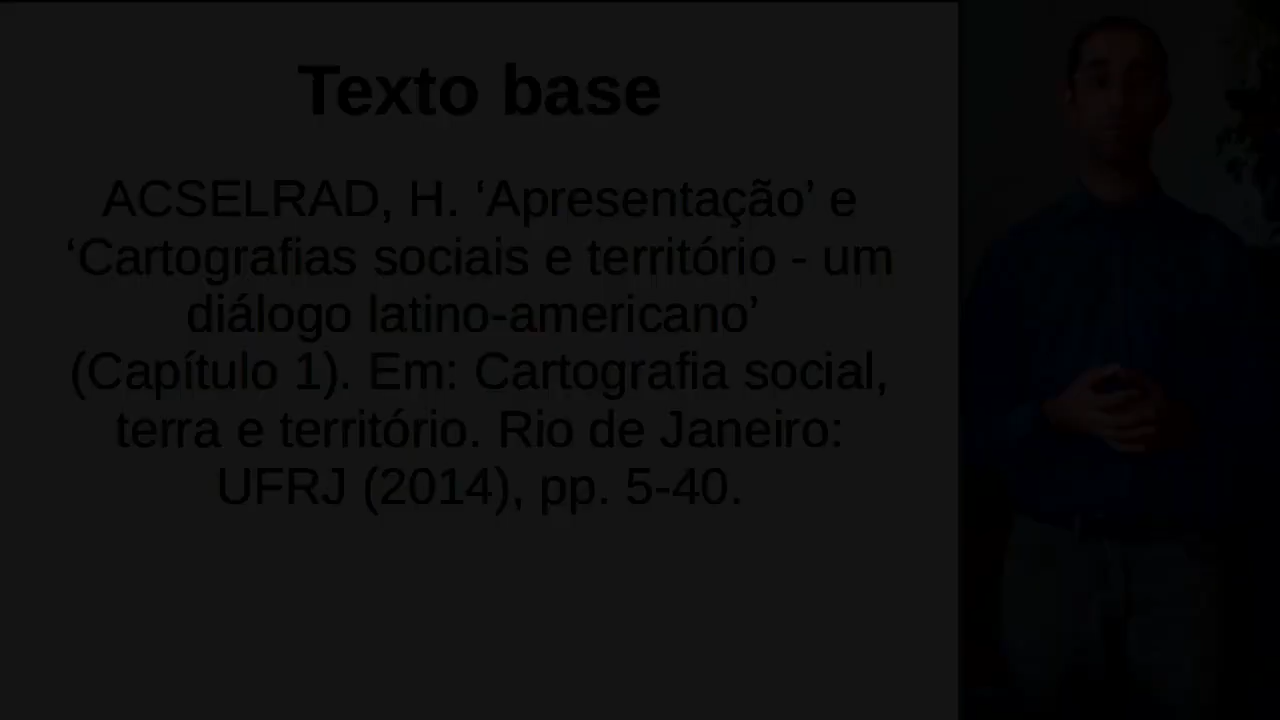 Texto base
ACSELRAD, H. ‘Apresentação’ e
‘Cartografias sociais e território - um
diálogo latino-americano’
(Capítulo 1). Em: Cartografia social,
terra e território. Rio de Janeiro:
UFRJ (2014), pp. 5-40.